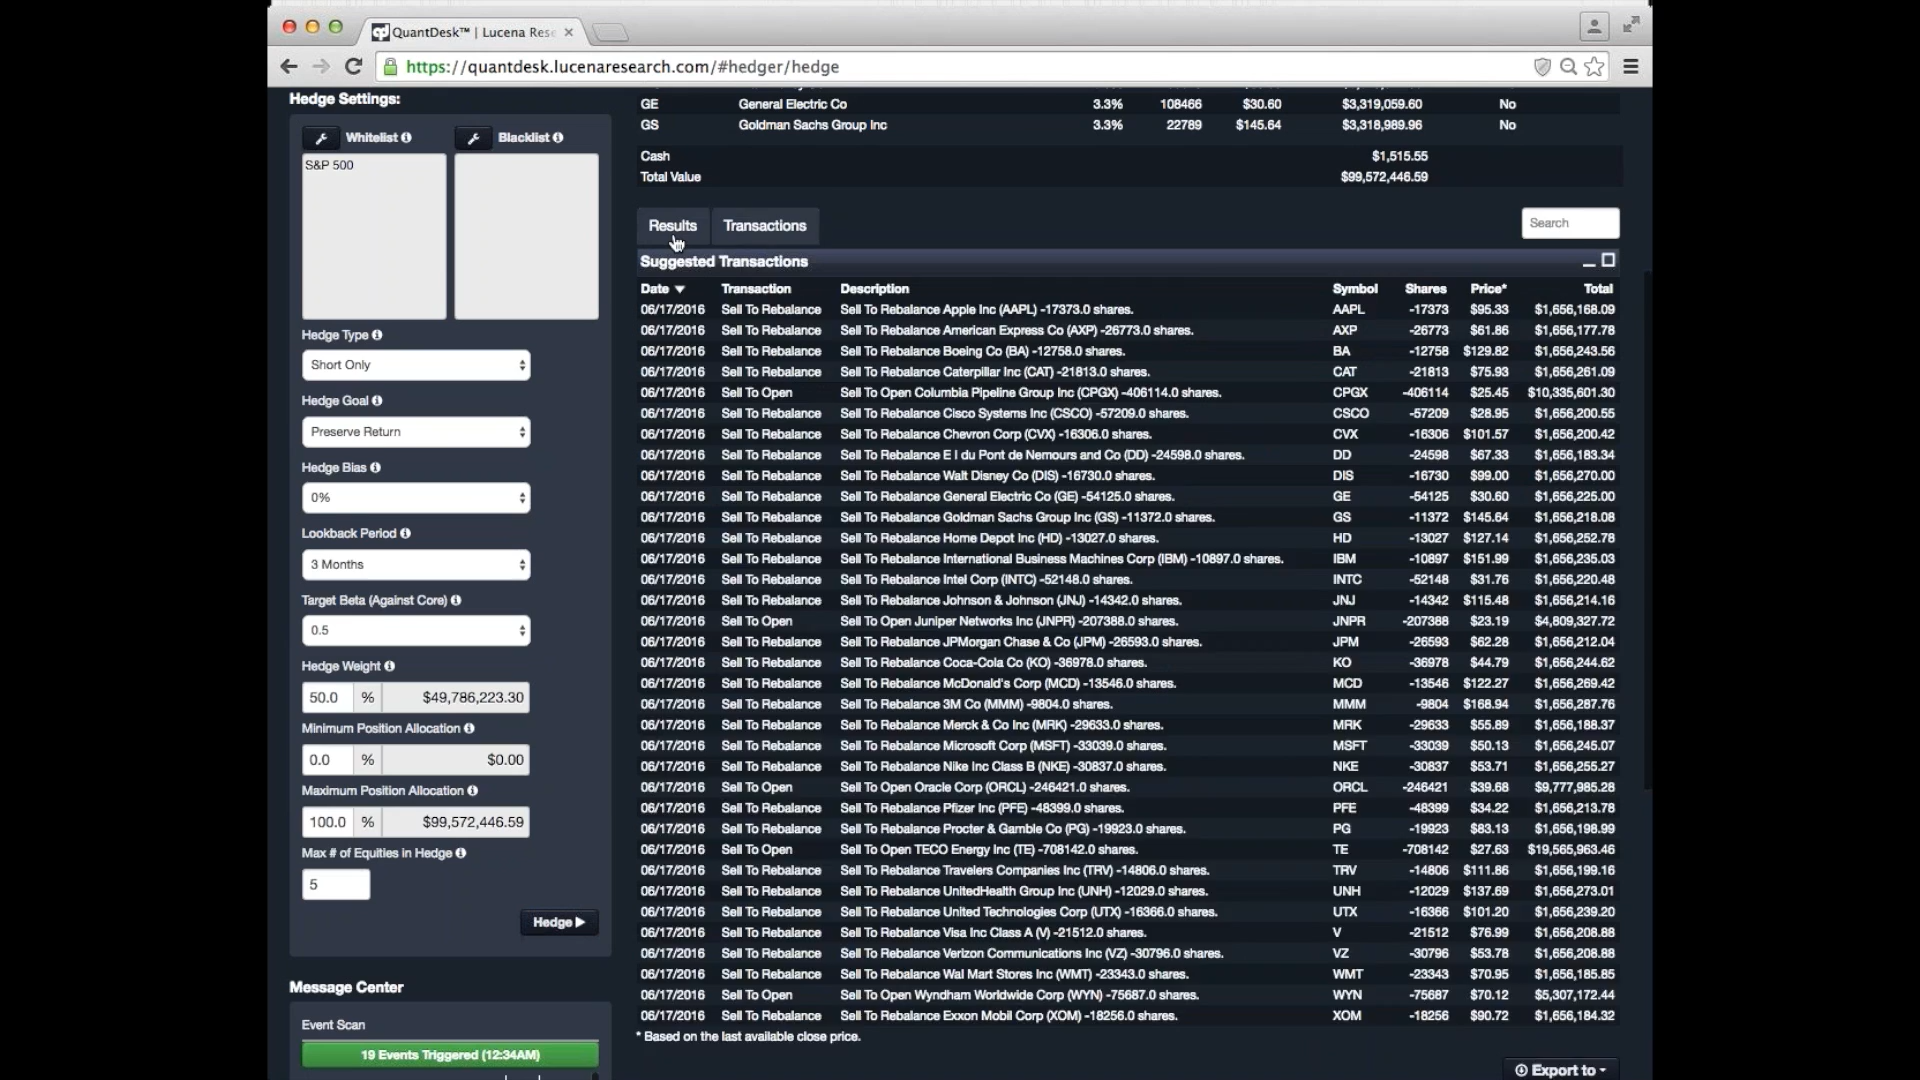 QuantDesk™ | Lucena Rese
https://quantdesk.lucenaresearch.com/#hedger/hedge
Hedge Settings:
Whitelist
Blacklist
S&P 500
Hedge Type
Short Only
Hedge Goal
Preserve Return
Hedge Bias
0%
Lookback Period
3 Months
Target Beta (Against Core)
0.5
Hedge Weight
50.0 % $49,786,223.30
Minimum Position Allocation
0.0 % $0.00
Maximum Position Allocation
100.0 % $99,572,446.59
Max # of Equities in Hedge
5
Hedge
Message Center
Event Scan
19 Events Triggered (12:34AM)
GE General Electric Co 3.3% 108466 $30.60 $3,319,059.60 No
GS Goldman Sachs Group Inc 3.3% 22789 $145.64 $3,318,989.96 No
Cash $1,515.55
Total Value $99,572,446.59
Results Transactions Search
Suggested Transactions
Date Transaction Description Symbol Shares Price* Total
06/17/2016 Sell To Rebalance Sell To Rebalance Apple Inc (AAPL) -17373.0 shares. AAPL -17373 $95.33 $1,656,168.09
06/17/2016 Sell To Rebalance Sell To Rebalance American Express Co (AXP) -26773.0 shares. AXP -26773 $61.86 $1,656,177.78
06/17/2016 Sell To Rebalance Sell To Rebalance Boeing Co (BA) -12758.0 shares. BA -12758 $129.82 $1,656,243.56
06/17/2016 Sell To Rebalance Sell To Rebalance Caterpillar Inc (CAT) -21813.0 shares. CAT -21813 $75.93 $1,656,261.09
06/17/2016 Sell To Open Sell To Open Columbia Pipeline Group Inc (CPGX) -406114.0 shares. CPGX -406114 $25.45 $10,335,601.30
06/17/2016 Sell To Rebalance Sell To Rebalance Cisco Systems Inc (CSCO) -57209.0 shares. CSCO -57209 $28.95 $1,656,200.55
06/17/2016 Sell To Rebalance Sell To Rebalance Chevron Corp (CVX) -16306.0 shares. CVX -16306 $101.57 $1,656,200.42
06/17/2016 Sell To Rebalance Sell To Rebalance E I du Pont de Nemours and Co (DD) -24598.0 shares. DD -24598 $67.33 $1,656,183.34
06/17/2016 Sell To Rebalance Sell To Rebalance Walt Disney Co (DIS) -16730.0 shares. DIS -16730 $99.00 $1,656,270.00
06/17/2016 Sell To Rebalance Sell To Rebalance General Electric Co (GE) -54125.0 shares. GE -54125 $30.60 $1,656,225.00
06/17/2016 Sell To Rebalance Sell To Rebalance Goldman Sachs Group Inc (GS) -11372.0 shares. GS -11372 $145.64 $1,656,218.08
06/17/2016 Sell To Rebalance Sell To Rebalance Home Depot Inc (HD) -13027.0 shares. HD -13027 $127.14 $1,656,252.78
06/17/2016 Sell To Rebalance Sell To Rebalance International Business Machines Corp (IBM) -10897.0 shares. IBM -10897 $151.99 $1,656,235.03
06/17/2016 Sell To Rebalance Sell To Rebalance Intel Corp (INTC) -52148.0 shares. INTC -52148 $31.76 $1,656,220.48
06/17/2016 Sell To Rebalance Sell To Rebalance Johnson & Johnson (JNJ) -14342.0 shares. JNJ -14342 $115.48 $1,656,214.16
06/17/2016 Sell To Open Sell To Open Juniper Networks Inc (JNPR) -207388.0 shares. JNPR -207388 $23.19 $4,809,327.72
06/17/2016 Sell To Rebalance Sell To Rebalance JPMorgan Chase & Co (JPM) -26593.0 shares. JPM -26593 $62.28 $1,656,212.04
06/17/2016 Sell To Rebalance Sell To Rebalance Coca-Cola Co (KO) -36978.0 shares. KO -36978 $44.79 $1,656,244.62
06/17/2016 Sell To Rebalance Sell To Rebalance McDonald's Corp (MCD) -13546.0 shares. MCD -13546 $122.27 $1,656,269.42
06/17/2016 Sell To Rebalance Sell To Rebalance 3M Co (MMM) -9804.0 shares. MMM -9804 $168.94 $1,656,287.76
06/17/2016 Sell To Rebalance Sell To Rebalance Merck & Co Inc (MRK) -29633.0 shares. MRK -29633 $55.89 $1,656,188.37
06/17/2016 Sell To Rebalance Sell To Rebalance Microsoft Corp (MSFT) -33039.0 shares. MSFT -33039 $50.13 $1,656,245.07
06/17/2016 Sell To Rebalance Sell To Rebalance Nike Inc Class B (NKE) -30837.0 shares. NKE -30837 $53.71 $1,656,255.27
06/17/2016 Sell To Open Sell To Open Oracle Corp (ORCL) -246421.0 shares. ORCL -246421 $39.68 $9,777,985.28
06/17/2016 Sell To Rebalance Sell To Rebalance Pfizer Inc (PFE) -48399.0 shares. PFE -48399 $34.22 $1,656,213.78
06/17/2016 Sell To Rebalance Sell To Rebalance Procter & Gamble Co (PG) -19923.0 shares. PG -19923 $83.13 $1,656,198.99
06/17/2016 Sell To Open Sell To Open TECO Energy Inc (TE) -708142.0 shares. TE -708142 $27.63 $19,565,963.46
06/17/2016 Sell To Rebalance Sell To Rebalance Travelers Companies Inc (TRV) -14806.0 shares. TRV -14806 $111.86 $1,656,199.16
06/17/2016 Sell To Rebalance Sell To Rebalance UnitedHealth Group Inc (UNH) -12029.0 shares. UNH -12029 $137.69 $1,656,273.01
06/17/2016 Sell To Rebalance Sell To Rebalance United Technologies Corp (UTX) -16366.0 shares. UTX -16366 $101.20 $1,656,239.20
06/17/2016 Sell To Rebalance Sell To Rebalance Visa Inc Class A (V) -21512.0 shares. V -21512 $76.99 $1,656,208.88
06/17/2016 Sell To Rebalance Sell To Rebalance Verizon Communications Inc (VZ) -30796.0 shares. VZ -30796 $53.78 $1,656,208.88
06/17/2016 Sell To Rebalance Sell To Rebalance Wal Mart Stores Inc (WMT) -23343.0 shares. WMT -23343 $70.95 $1,656,185.85
06/17/2016 Sell To Open Sell To Open Wyndham Worldwide Corp (WYN) -75687.0 shares. WYN -75687 $70.12 $5,307,172.44
06/17/2016 Sell To Rebalance Sell To Rebalance Exxon Mobil Corp (XOM) -18256.0 shares. XOM -18256 $90.72 $1,656,184.32
* Based on the last available close price.
Export to